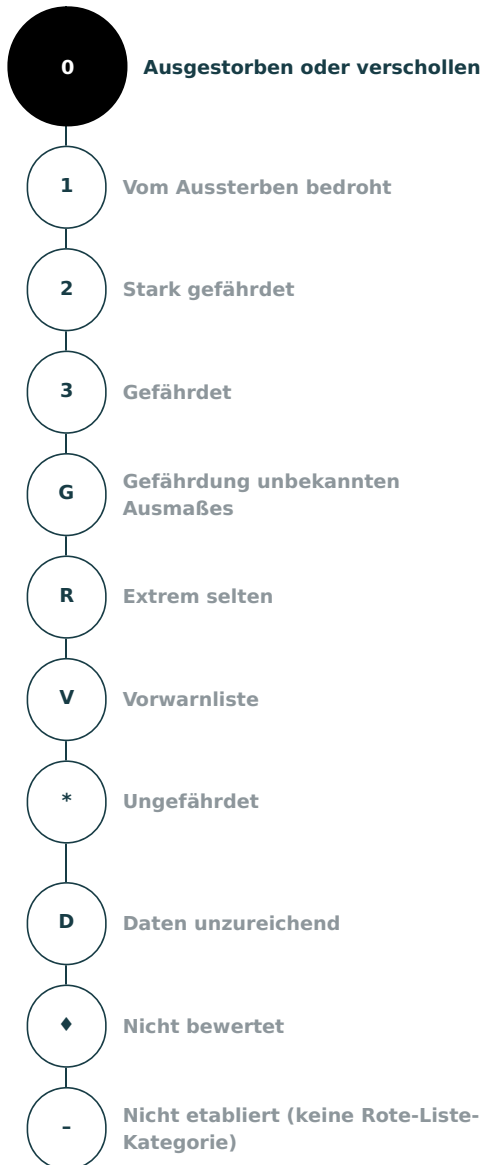 0 Ausgestorben oder verschollen
1 Vom Aussterben bedroht
2 Stark gefährdet
3 Gefährdet
G Gefährdung unbekannten
Ausmaßes
R Extrem selten
V Vorwarnliste
* Ungefährdet
D Daten unzureichend
♦ Nicht bewertet
– Nicht etabliert (keine Rote-Liste-
Kategorie)